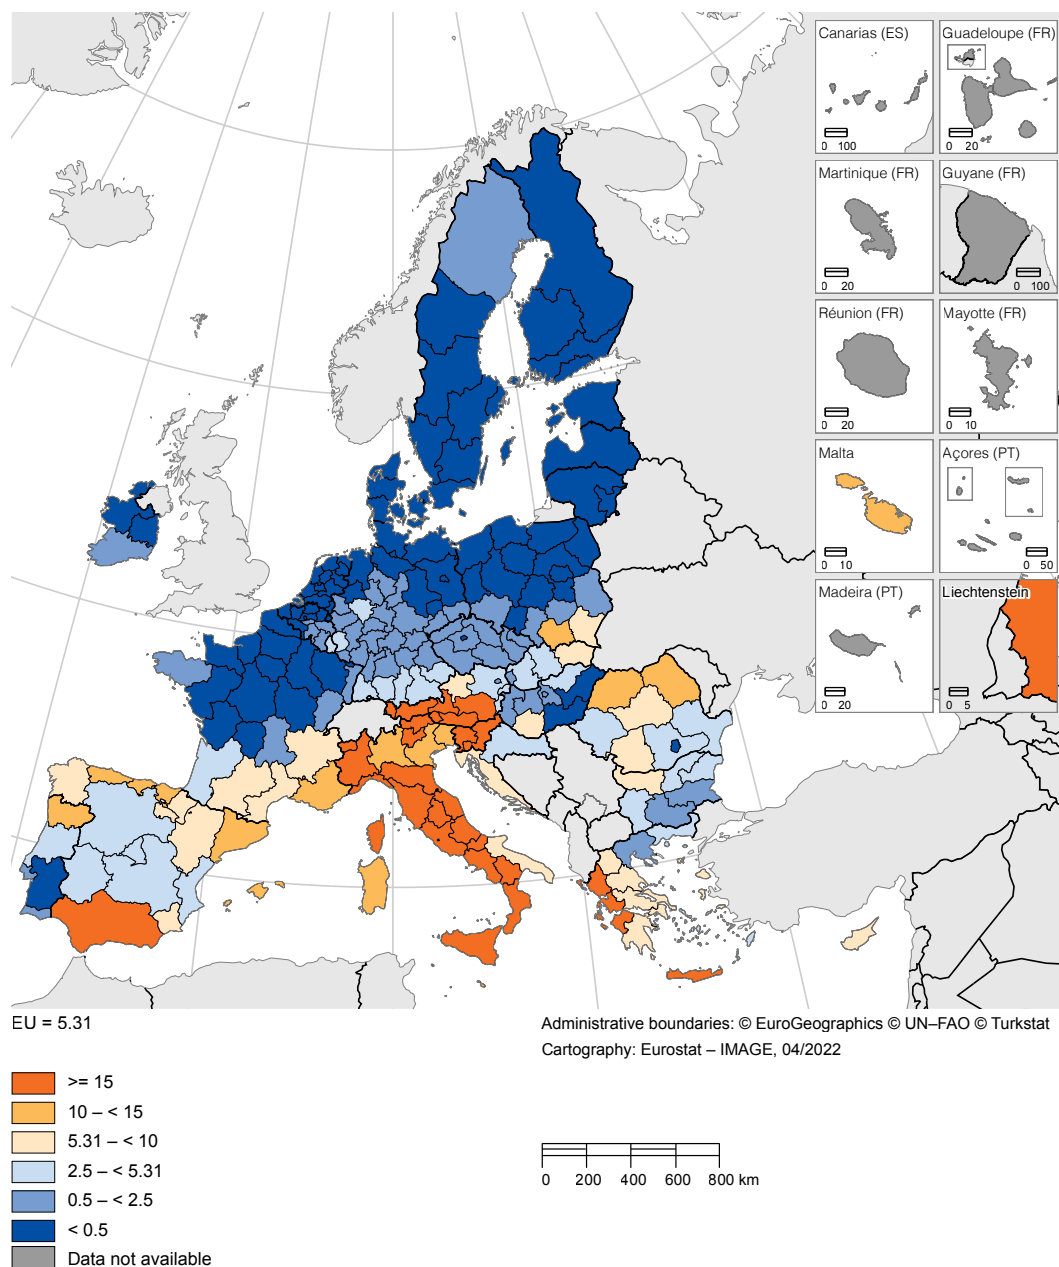 Canarias (ES)
0 100
Guadeloupe (FR)
0 20
Martinique (FR)
0 20
Guyane (FR)
0 100
Réunion (FR)
0 20
Mayotte (FR)
0 10
Malta
0 10
Açores (PT)
0 50
Madeira (PT)
0 20
Liechtenstein
0 5
EU = 5.31
Administrative boundaries: © EuroGeographics © UN–FAO © Turkstat
Cartography: Eurostat – IMAGE, 04/2022
>= 15
10 – < 15
5.31 – < 10
2.5 – < 5.31
0.5 – < 2.5
< 0.5
Data not available
0 200 400 600 800 km